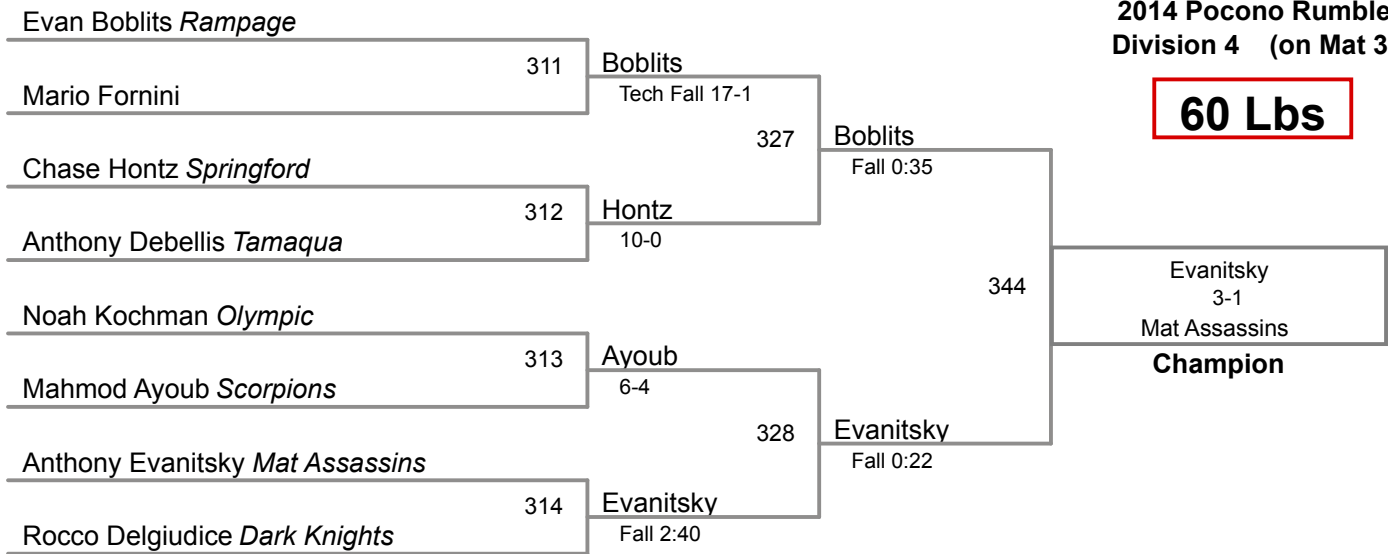 Evan Boblits Rampage
2014 Pocono Rumble
Division 4 (on Mat 3
311
Boblits
Mario Fornini
Tech Fall 17-1
60 Lbs
327
Boblits
Chase Hontz Springford
Fall 0:35
312
Hontz
Anthony Debellis Tamaqua
10-0
344
Evanitsky
3-1
Noah Kochman Olympic
Mat Assassins
313
Ayoub
Champion
Mahmod Ayoub Scorpions
6-4
328
Evanitsky
Anthony Evanitsky Mat Assassins
Fall 0:22
314
Evanitsky
Rocco Delgiudice Dark Knights
Fall 2:40